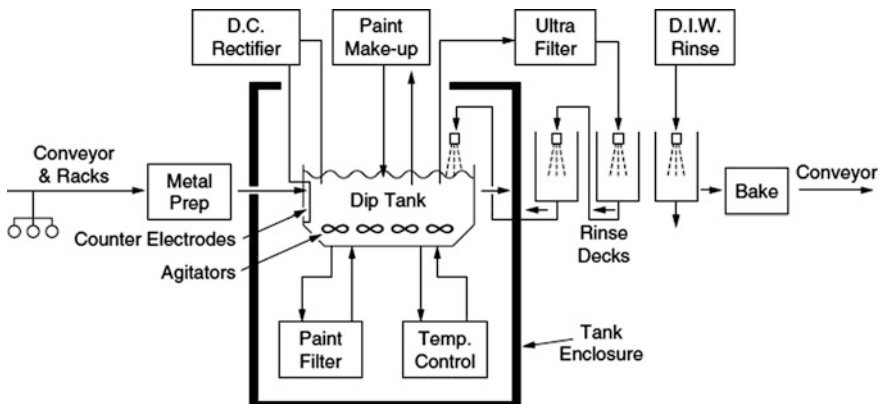 D.C.
Rectifier
Paint
Make-up
Ultra
Filter
D.I.W.
Rinse
Conveyor
& Racks
Metal
Prep
Dip Tank
Bake
Conveyor
Counter Electrodes
Agitators
Rinse
Decks
Paint
Filter
Temp.
Control
Tank
Enclosure